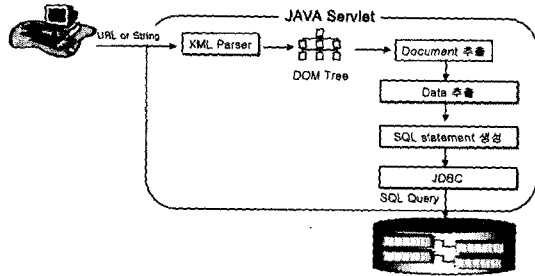 JAVA Servlet
URL or String
XML Parser
DOM Tree
Document 추출
Data 추출
SQL statement 생성
JDBC
SQL Query